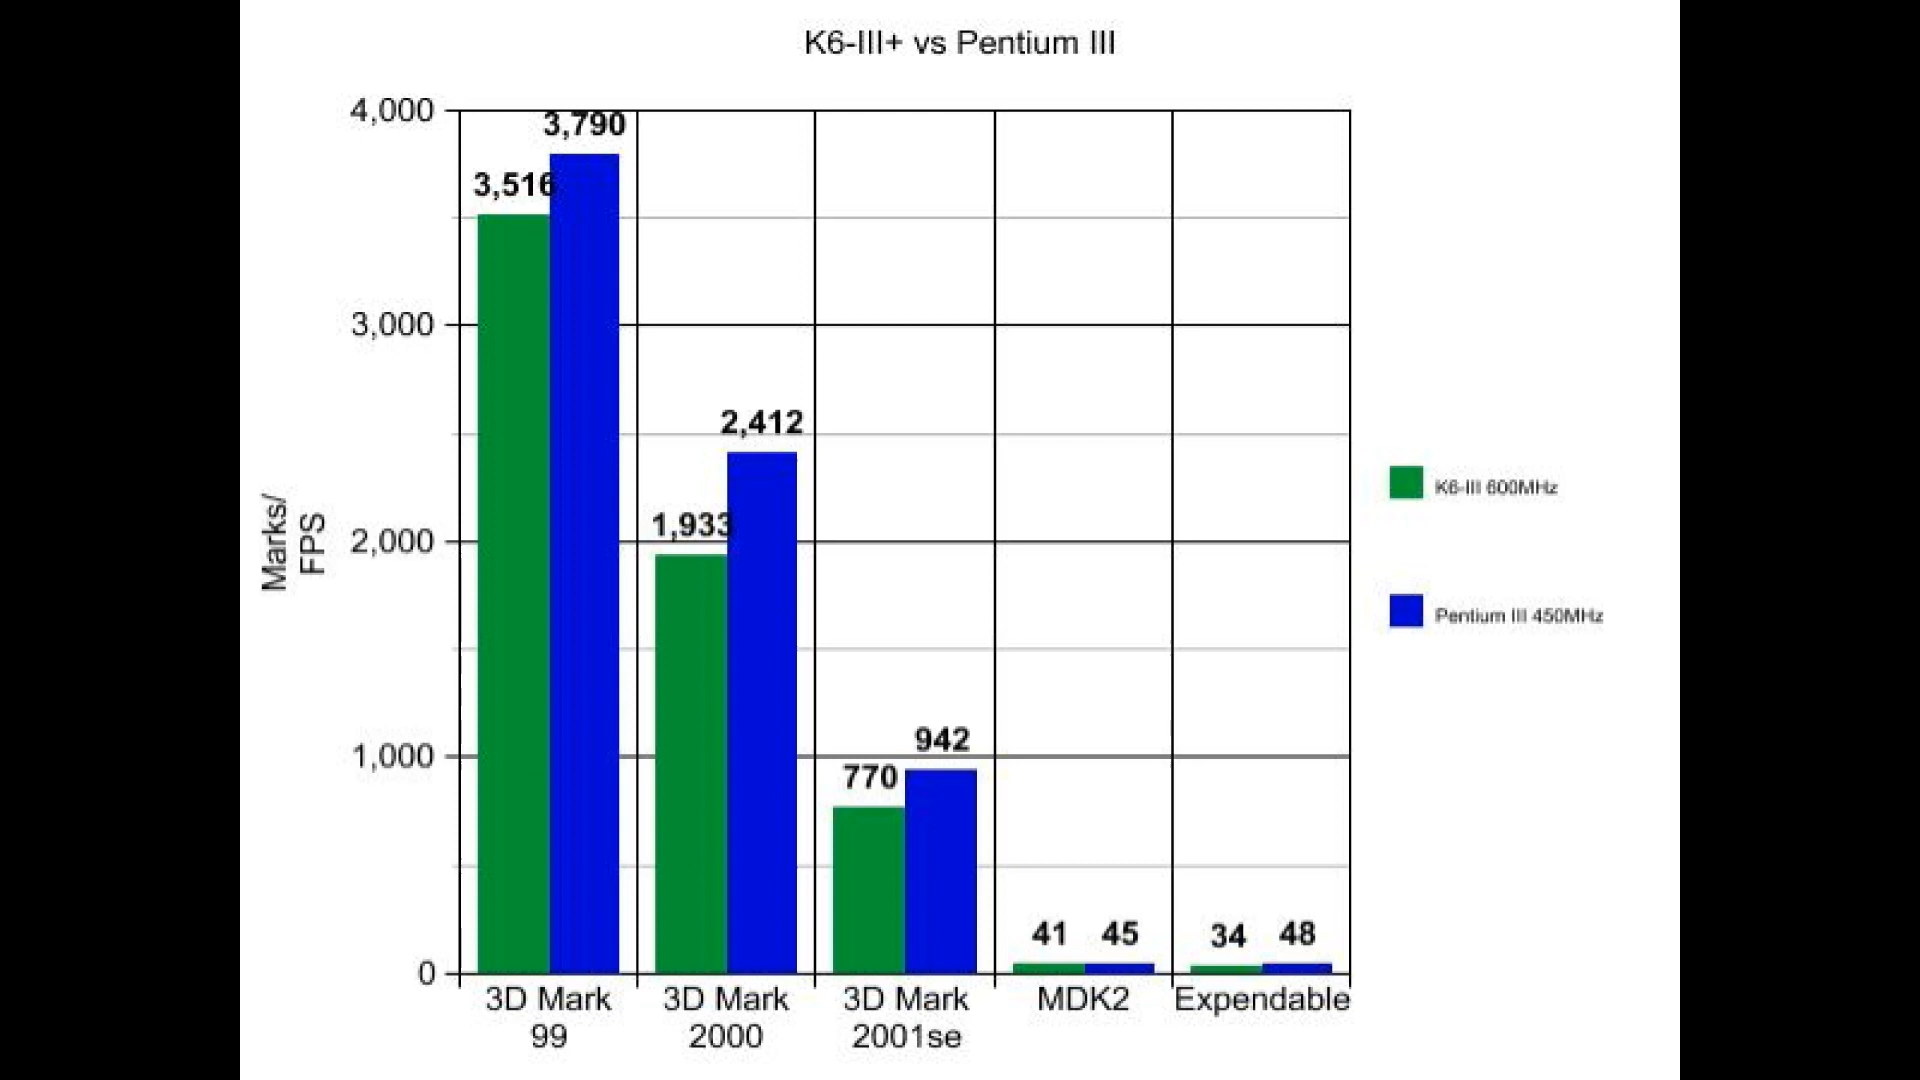 K6-III+ vs Pentium III
4,000
3,790
3,516
3,000
2,412
1,933
Marks/
FPS
2,000
K6-III 600MHz
Pentium III 450MHz
1,000
942
770
41
45
34
48
0
3D Mark
99
3D Mark
2000
3D Mark
2001se
MDK2
Expendable